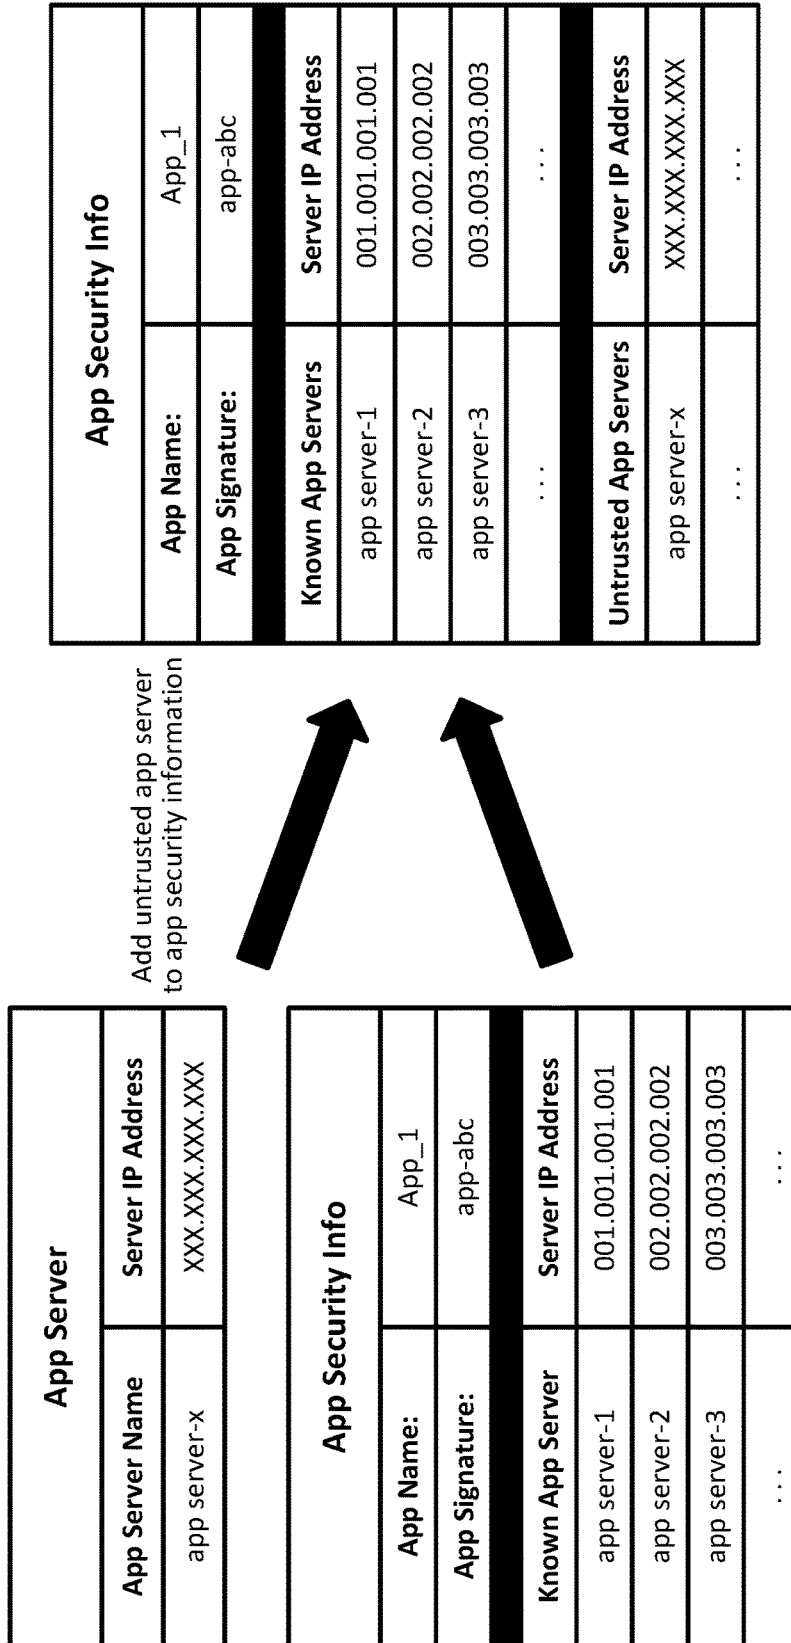 App Server
App Server Name Server IP Address
app server-x XXX.XXX.XXX.XXX
App Security Info
App Name: App_1
App Signature: app-abc
Known App Server Server IP Address
app server-1 001.001.001.001
app server-2 002.002.002.002
app server-3 003.003.003.003
. . . . . .
Add untrusted app server
to app security information
App Security Info
App Name: App_1
App Signature: app-abc
Known App Servers Server IP Address
app server-1 001.001.001.001
app server-2 002.002.002.002
app server-3 003.003.003.003
. . . . . .
Untrusted App Servers Server IP Address
app server-x XXX.XXX.XXX.XXX
. . . . . .